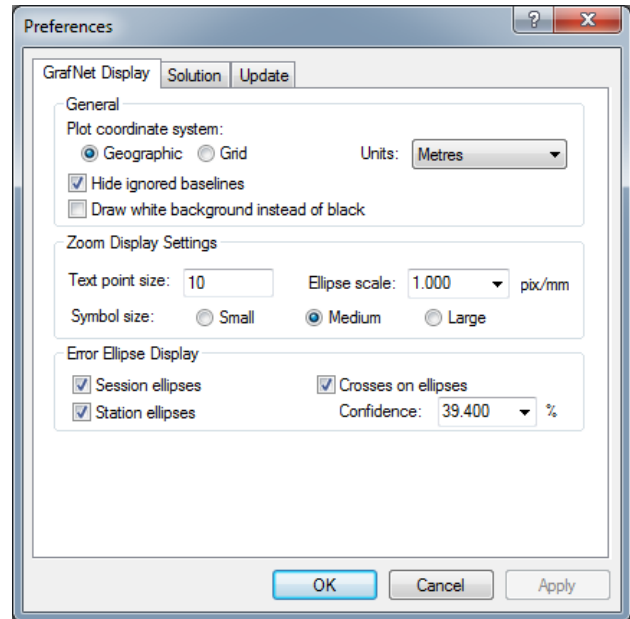 Preferences
GrafNet Display Solution Update
General
Plot coordinate system:
Geographic Grid Units: Metres
Hide ignored baselines
Draw white background instead of black
Zoom Display Settings
Text point size: 10 Ellipse scale: 1.000 pix/mm
Symbol size: Small Medium Large
Error Ellipse Display
Session ellipses Crosses on ellipses
Station ellipses Confidence: 39.400 %
OK Cancel Apply